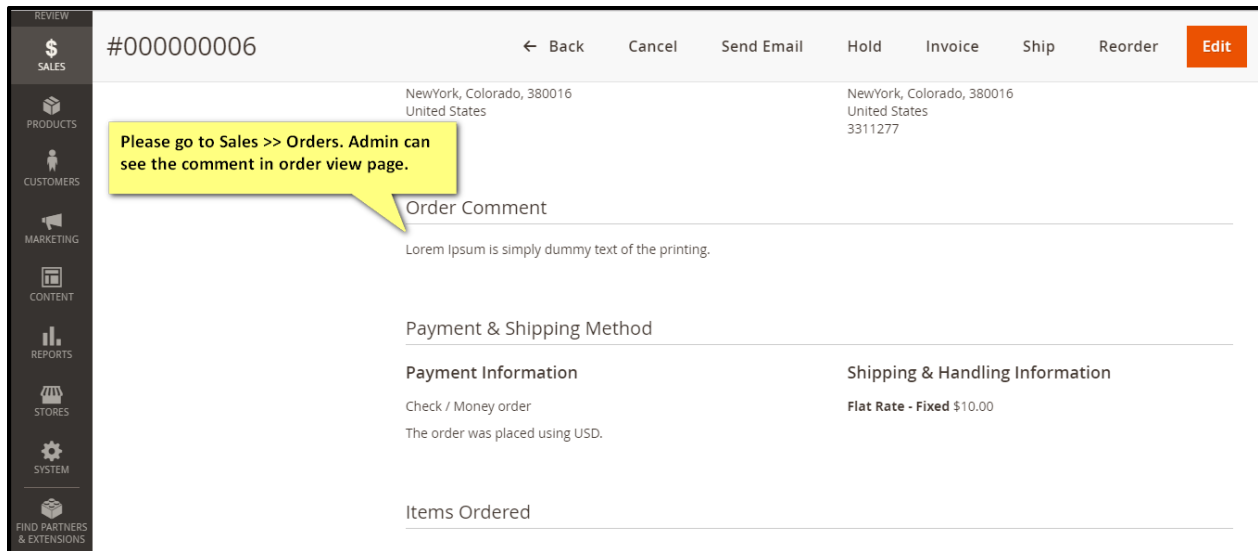 REVIEW
SALES
PRODUCTS
CUSTOMERS
MARKETING
CONTENT
REPORTS
STORES
SYSTEM
FIND PARTNERS
& EXTENSIONS
#000000006
← Back Cancel Send Email Hold Invoice Ship Reorder Edit
NewYork, Colorado, 380016
United States
NewYork, Colorado, 380016
United States
3311277
Please go to Sales >> Orders. Admin can
see the comment in order view page.
Order Comment
Lorem Ipsum is simply dummy text of the printing.
Payment & Shipping Method
Payment Information
Check / Money order
The order was placed using USD.
Shipping & Handling Information
Flat Rate - Fixed $10.00
Items Ordered